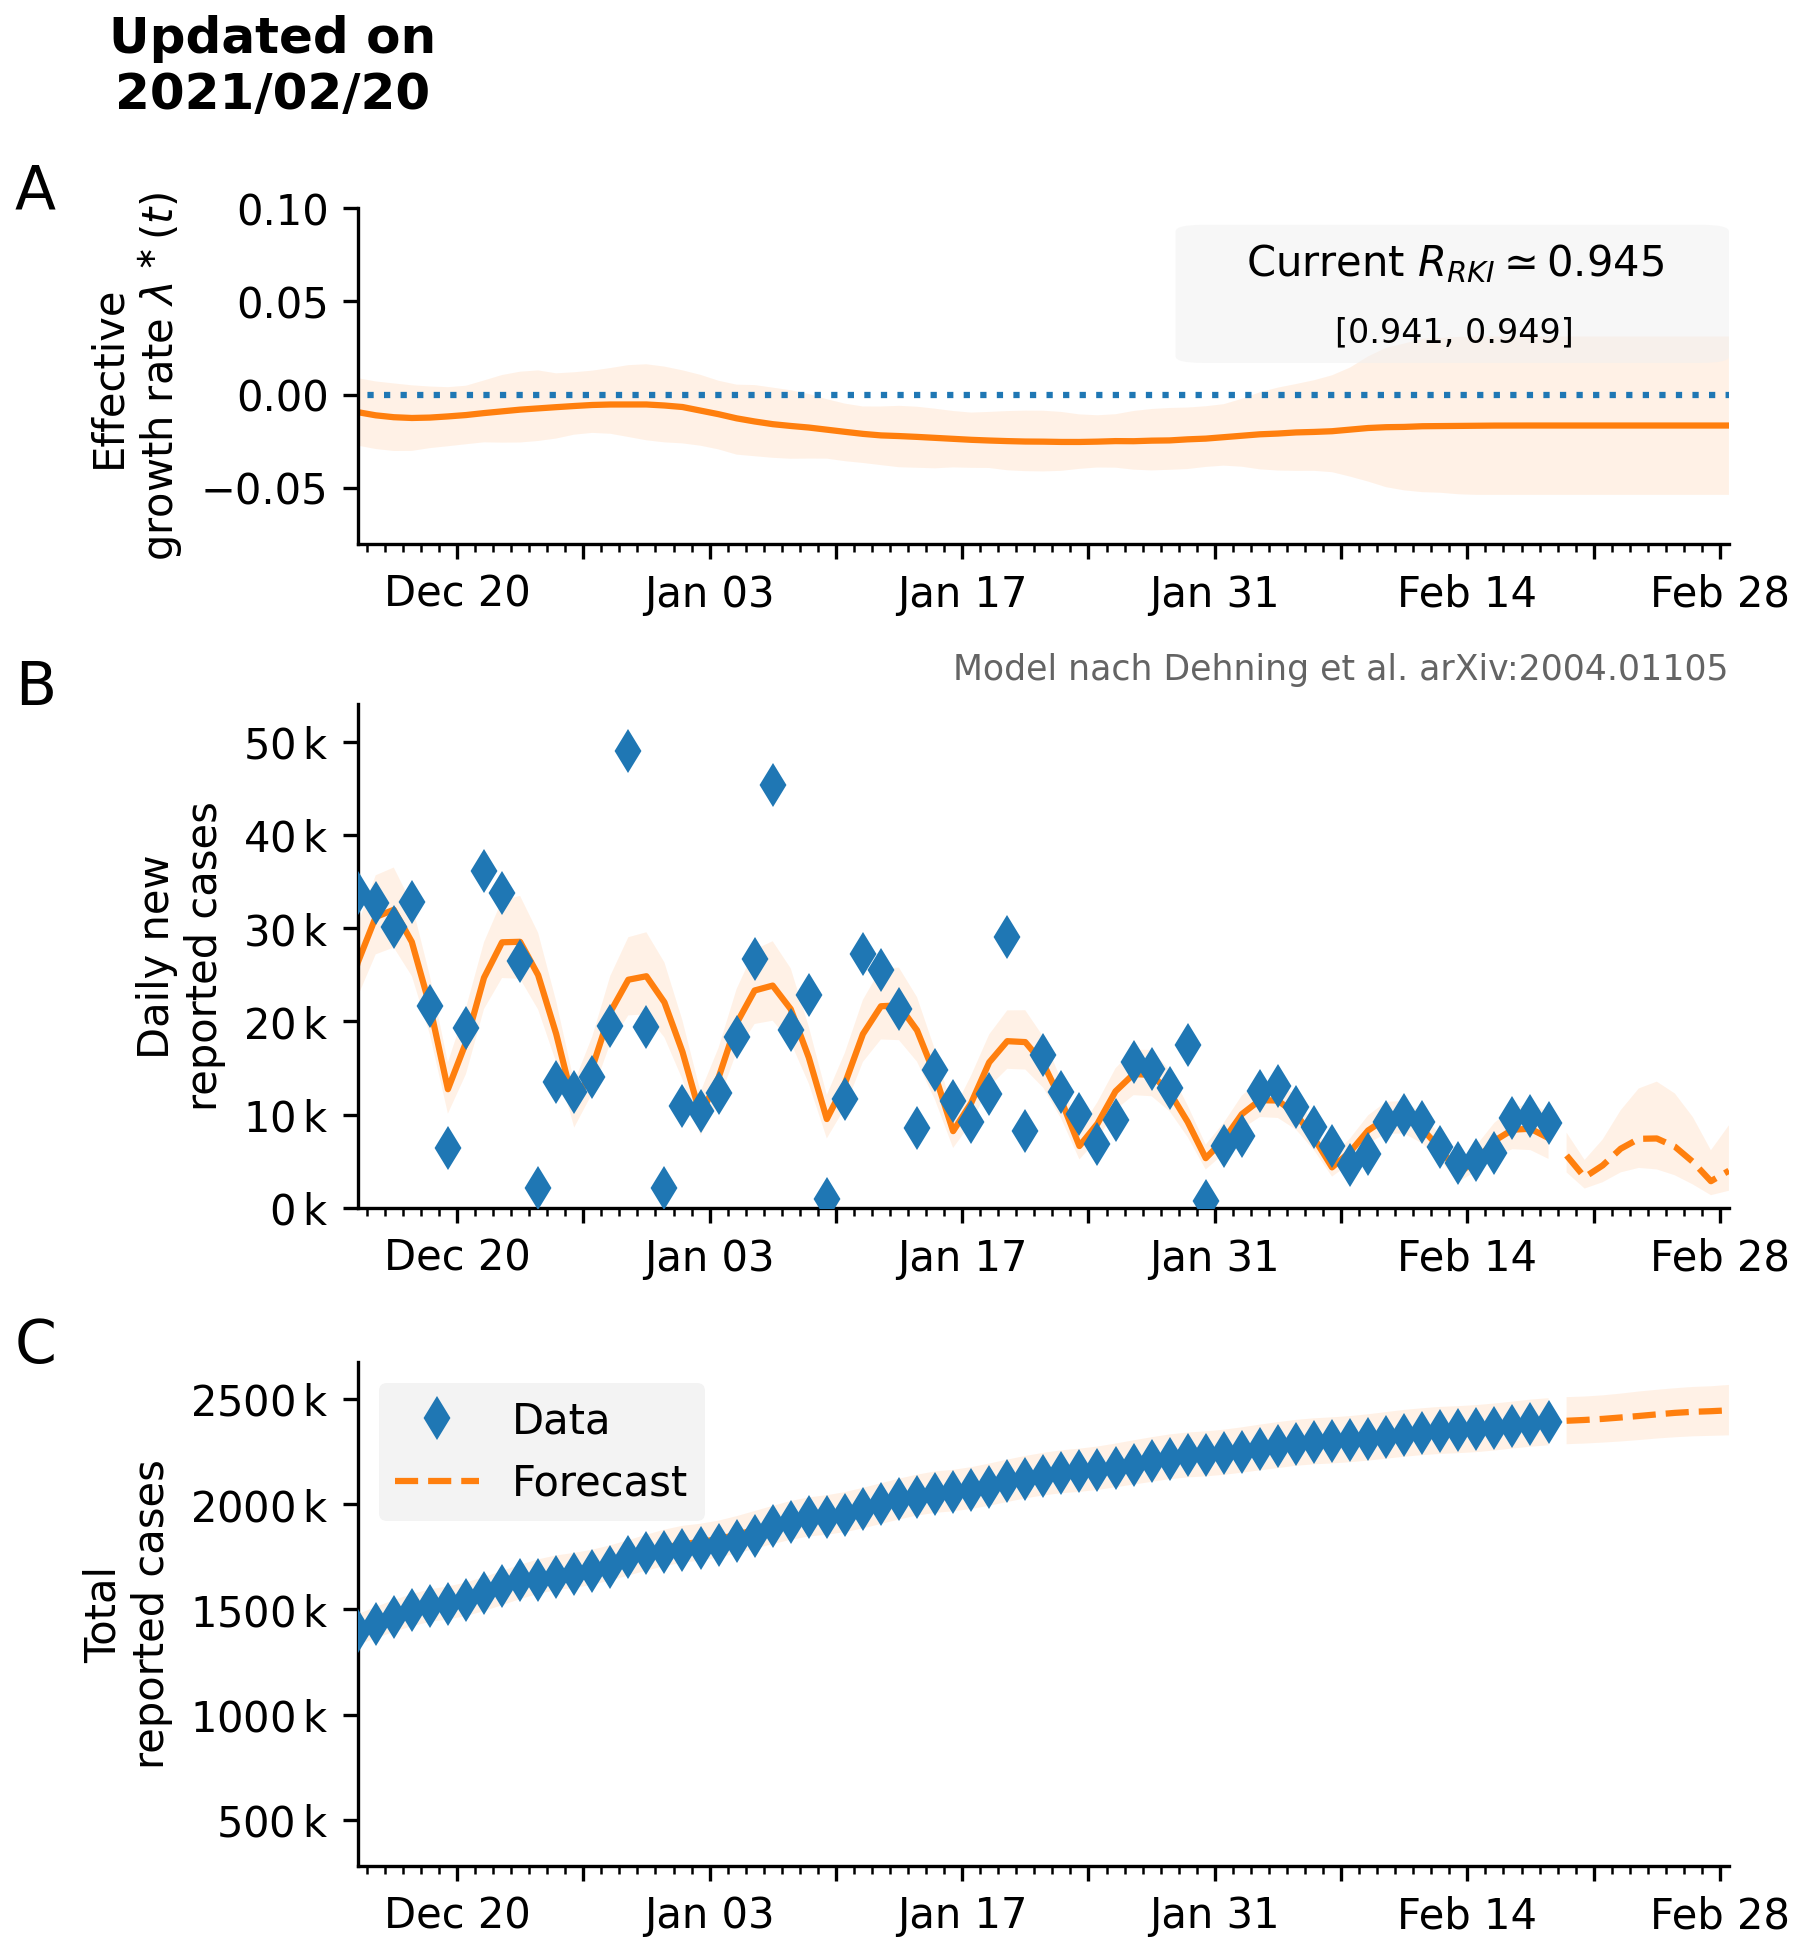 Updated on
2021/02/20
A
Effective
growth rate λ * (t)
0.10
0.05
0.00
−0.05
Current R_RKI ≃ 0.945
[0.941, 0.949]
Dec 20 Jan 03 Jan 17 Jan 31 Feb 14 Feb 28
Model nach Dehning et al. arXiv:2004.01105
B
Daily new
reported cases
50 k
40 k
30 k
20 k
10 k
0 k
Dec 20 Jan 03 Jan 17 Jan 31 Feb 14 Feb 28
C
Total
reported cases
2500 k
2000 k
1500 k
1000 k
500 k
Data
Forecast
Dec 20 Jan 03 Jan 17 Jan 31 Feb 14 Feb 28